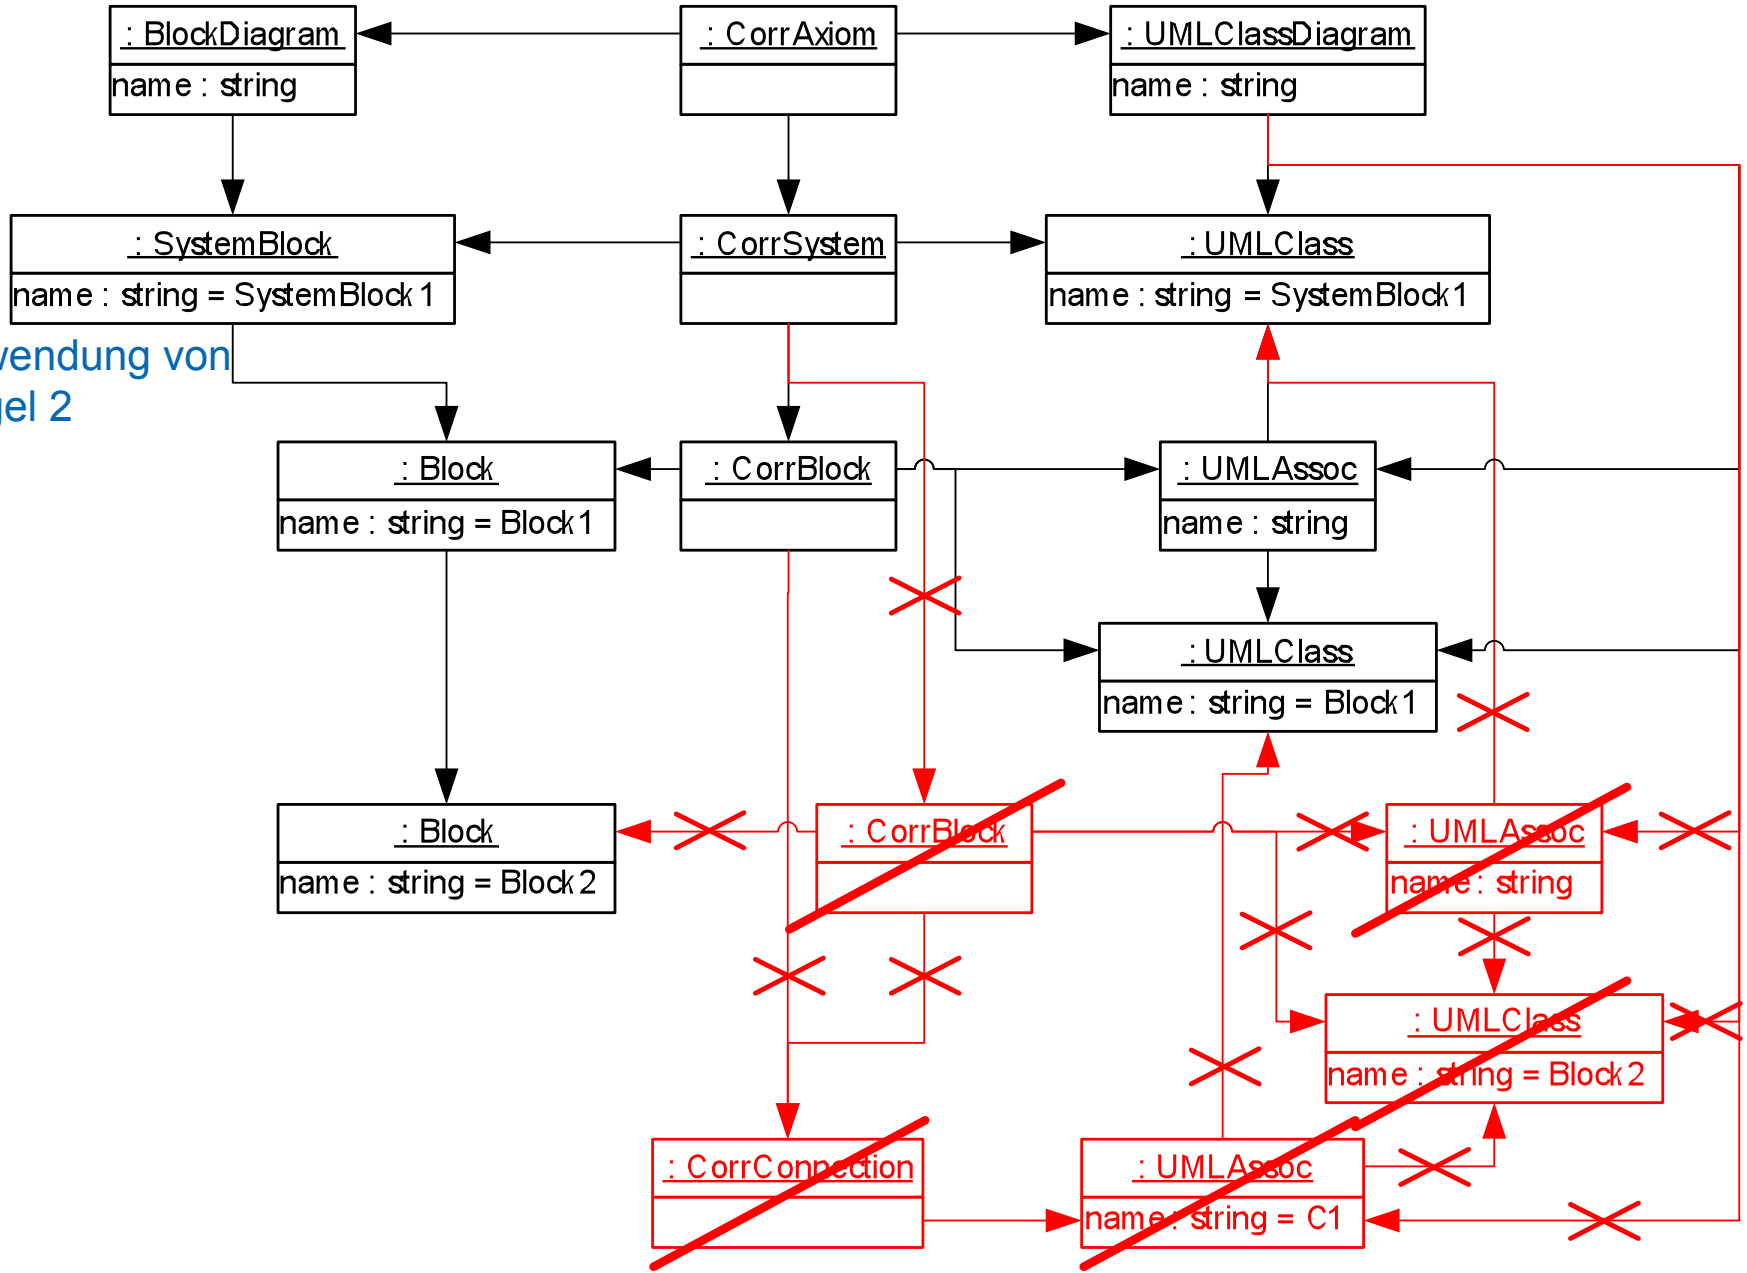 : BlockDiagram
name : string
: CorrAxiom
: UMLClassDiagram
name : string
: SystemBlock
name : string = SystemBlock1
: CorrSystem
: UMLClass
name : string = SystemBlock1
wendung von
gel 2
: Block
name : string = Block1
: CorrBlock
: UMLAssoc
name : string
: UMLClass
name : string = Block1
: Block
name : string = Block2
: CorrBlock
: UMLAssoc
name : string
: UMLClass
name : string = Block2
: CorrConnection
: UMLAssoc
name : string = C1